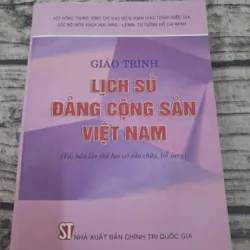 HỘI ĐỒNG TRUNG ƯƠNG CHỈ ĐẠO BIÊN SOẠN GIÁO TRÌNH QUỐC GIA
CÁC BỘ MÔN KHOA HỌC MÁC - LÊNIN, TƯ TƯỞNG HỒ CHÍ MINH
GIÁO TRÌNH
LỊCH SỬ
ĐẢNG CỘNG SẢN
VIỆT NAM
(Tái bản lần thứ hai có sửa chữa, bổ sung)
ST NHÀ XUẤT BẢN CHÍNH TRỊ QUỐC GIA